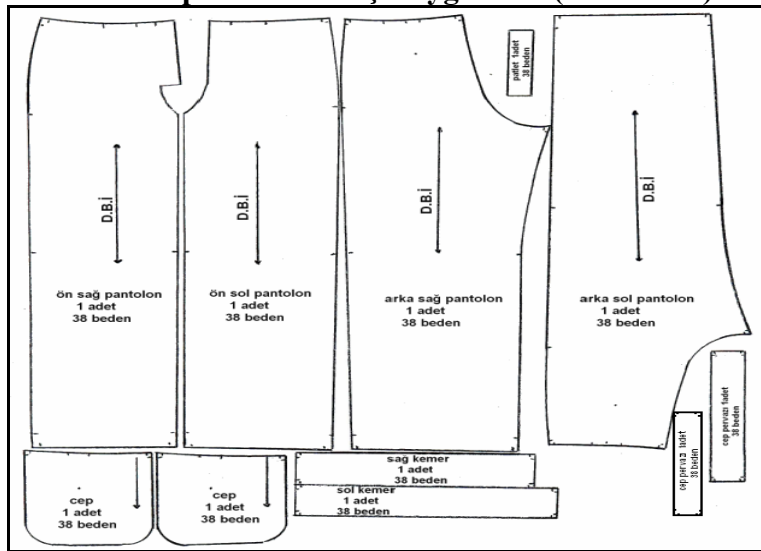 patlet 1adet
38 beden
D.B.İ
D.B.İ
D.B.İ
D.B.İ
ön sağ pantolon
1 adet
38 beden
ön sol pantolon
1 adet
38 beden
arka sağ pantolon
1 adet
38 beden
arka sol pantolon
1 adet
38 beden
cep pervazı 1adet
38 beden
cep pervazı 1adet
38 beden
cep
1 adet
38 beden
cep
1 adet
38 beden
sağ kemer
1 adet
38 beden
sol kemer
1 adet
38 beden